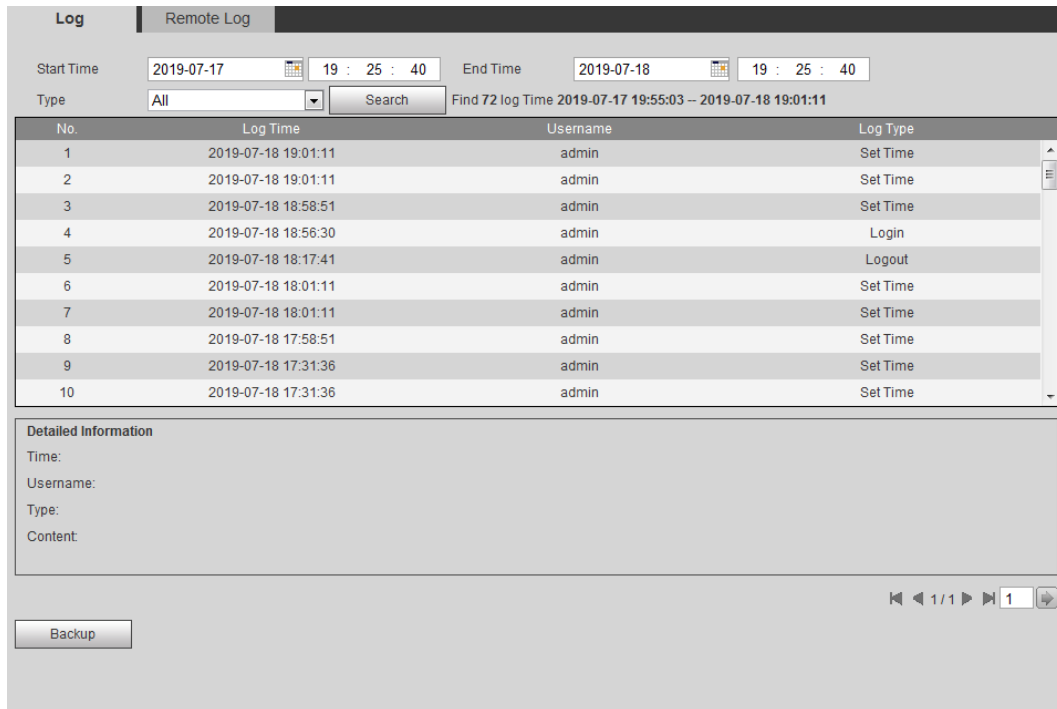 Log Remote Log
Start Time 2019-07-17 19 : 25 : 40 End Time 2019-07-18 19 : 25 : 40
Type All Search Find 72 log Time 2019-07-17 19:55:03 -- 2019-07-18 19:01:11
No. Log Time Username Log Type
1 2019-07-18 19:01:11 admin Set Time
2 2019-07-18 19:01:11 admin Set Time
3 2019-07-18 18:58:51 admin Set Time
4 2019-07-18 18:56:30 admin Login
5 2019-07-18 18:17:41 admin Logout
6 2019-07-18 18:01:11 admin Set Time
7 2019-07-18 18:01:11 admin Set Time
8 2019-07-18 17:58:51 admin Set Time
9 2019-07-18 17:31:36 admin Set Time
10 2019-07-18 17:31:36 admin Set Time
Detailed Information
Time:
Username:
Type:
Content:
1 / 1 1
Backup